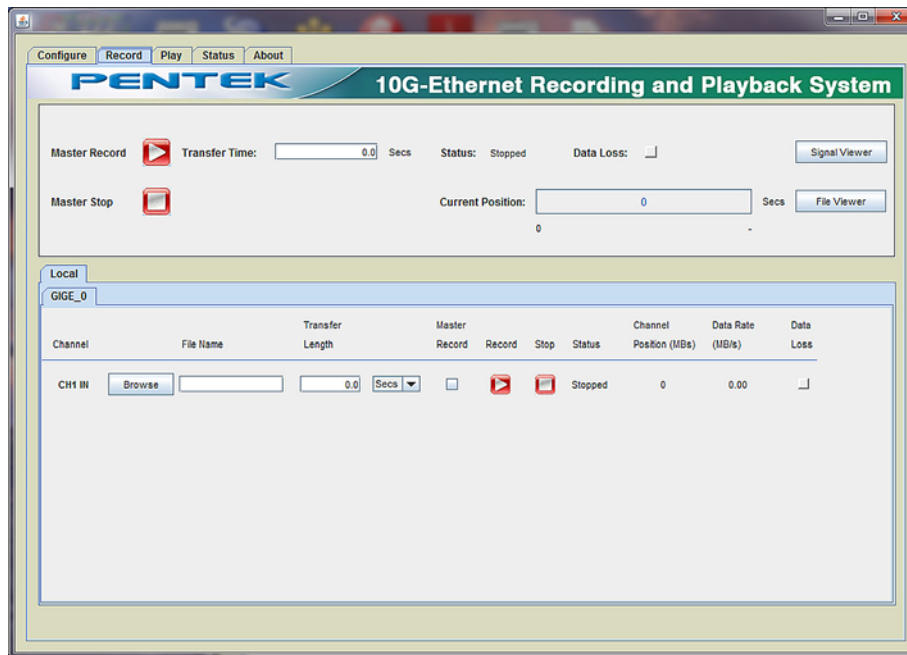 Configure Record Play Status About
PENTEK 10G-Ethernet Recording and Playback System
Master Record Transfer Time: 0.0 Secs Status: Stopped Data Loss: Signal Viewer
Master Stop Current Position: 0 Secs File Viewer
0 -
Local
GIGE_0
Transfer Master Channel Data Rate Data
Channel File Name Length Record Record Stop Status Position (MBs) (MB/s) Loss
CH1 IN Browse 0.0 Secs Stopped 0 0.00